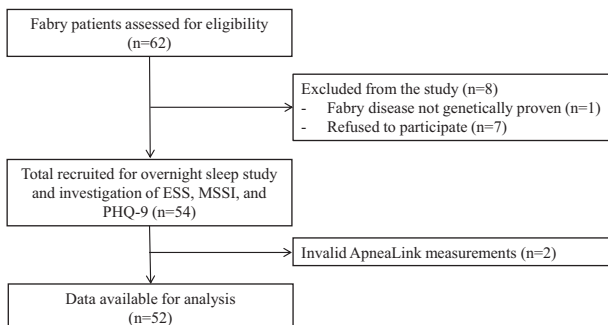 Fabry patients assessed for eligibility
(n=62)
Excluded from the study (n=8)
- Fabry disease not genetically proven (n=1)
- Refused to participate (n=7)
Total recruited for overnight sleep study
and investigation of ESS, MSSI, and
PHQ-9 (n=54)
Invalid ApneaLink measurements (n=2)
Data available for analysis
(n=52)